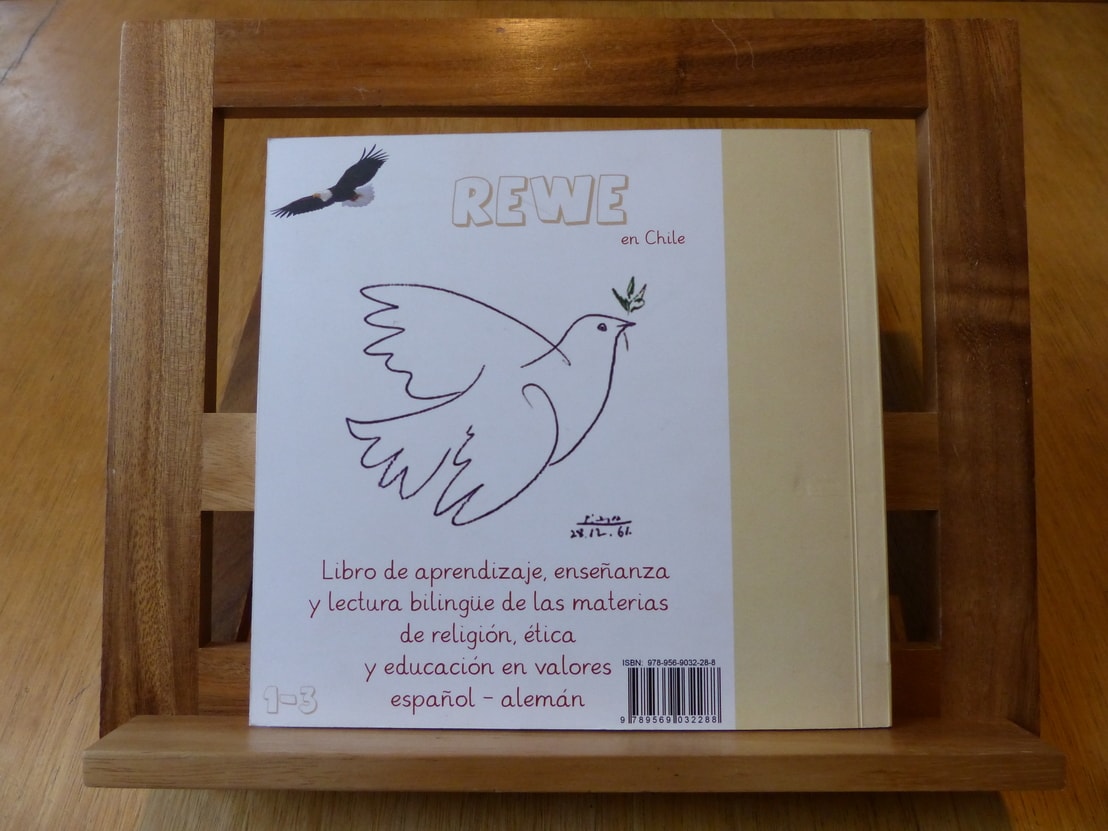 REWE
en Chile
Picasso
28.12.61.
Libro de aprendizaje, enseñanza
y lectura bilingüe de las materias
de religión, ética
y educación en valores
español - alemán
1-3
ISBN: 978-956-9032-28-8
9 789569 032288